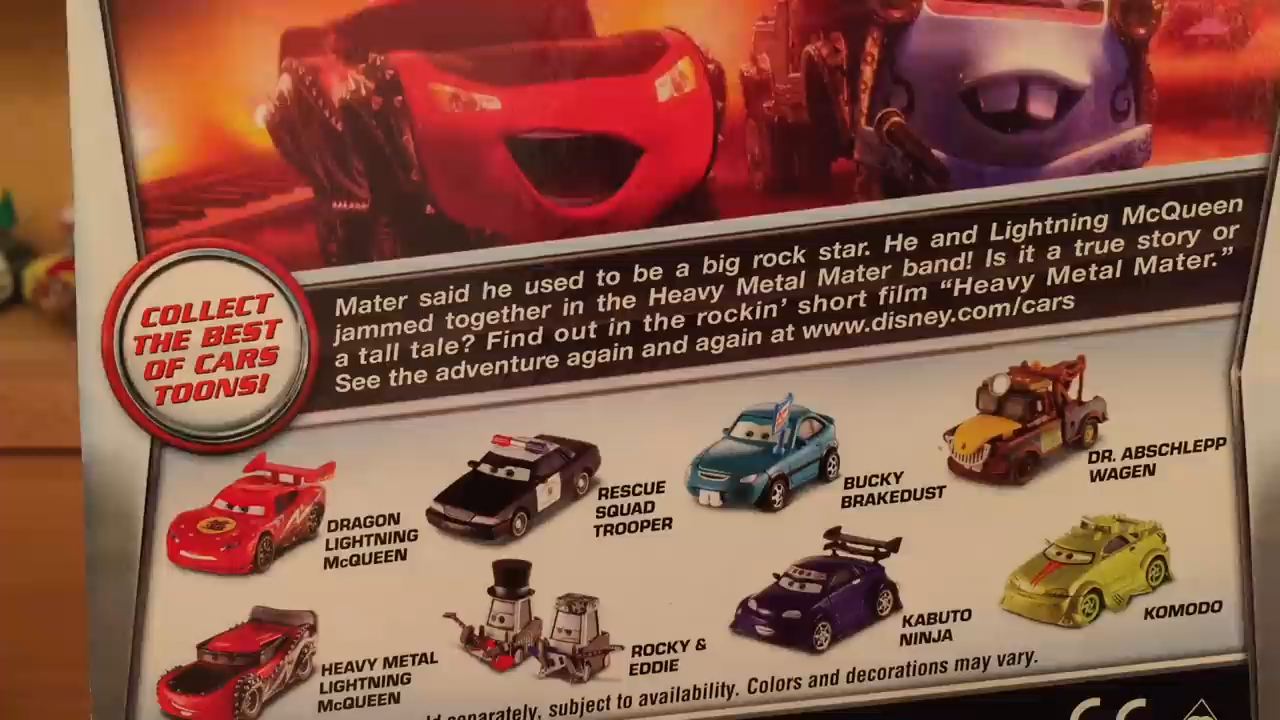 Mater said he used to be a big rock star. He and Lightning McQueen
jammed together in the Heavy Metal Mater band! Is it a true story or
a tall tale? Find out in the rockin' short film “Heavy Metal Mater.”
See the adventure again and again at www.disney.com/cars
COLLECT
THE BEST
OF CARS
TOONS!
DRAGON
LIGHTNING
McQUEEN
RESCUE
SQUAD
TROOPER
BUCKY
BRAKEDUST
DR. ABSCHLEPP
WAGEN
HEAVY METAL
LIGHTNING
McQUEEN
ROCKY &
EDDIE
KABUTO
NINJA
KOMODO
separately, subject to availability. Colors and decorations may vary.
CE